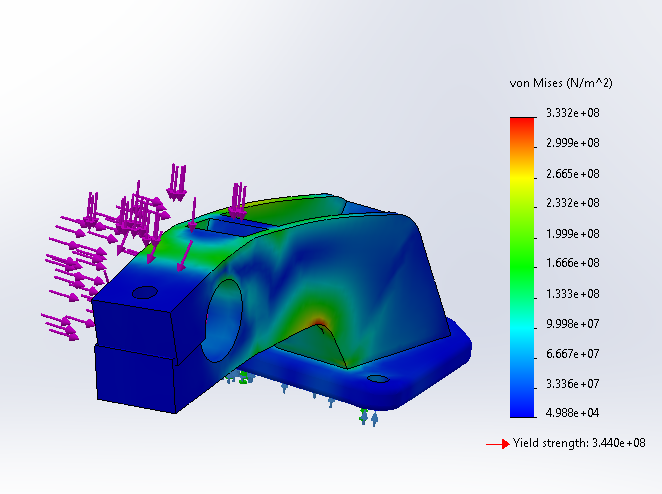 von Mises (N/m^2)
3.332e+08
2.999e+08
2.665e+08
2.332e+08
1.999e+08
1.666e+08
1.333e+08
9.998e+07
6.667e+07
3.336e+07
4.988e+04
Yield strength: 3.440e+08